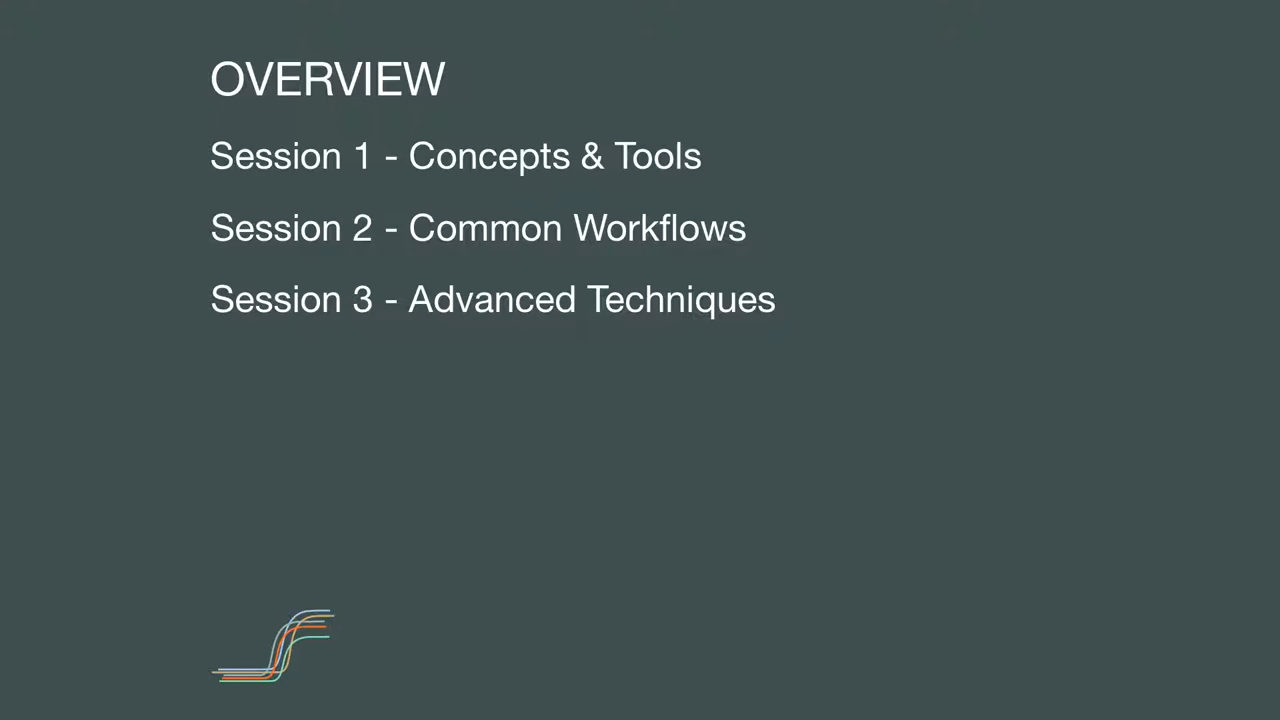 OVERVIEW
Session 1 - Concepts & Tools
Session 2 - Common Workflows
Session 3 - Advanced Techniques